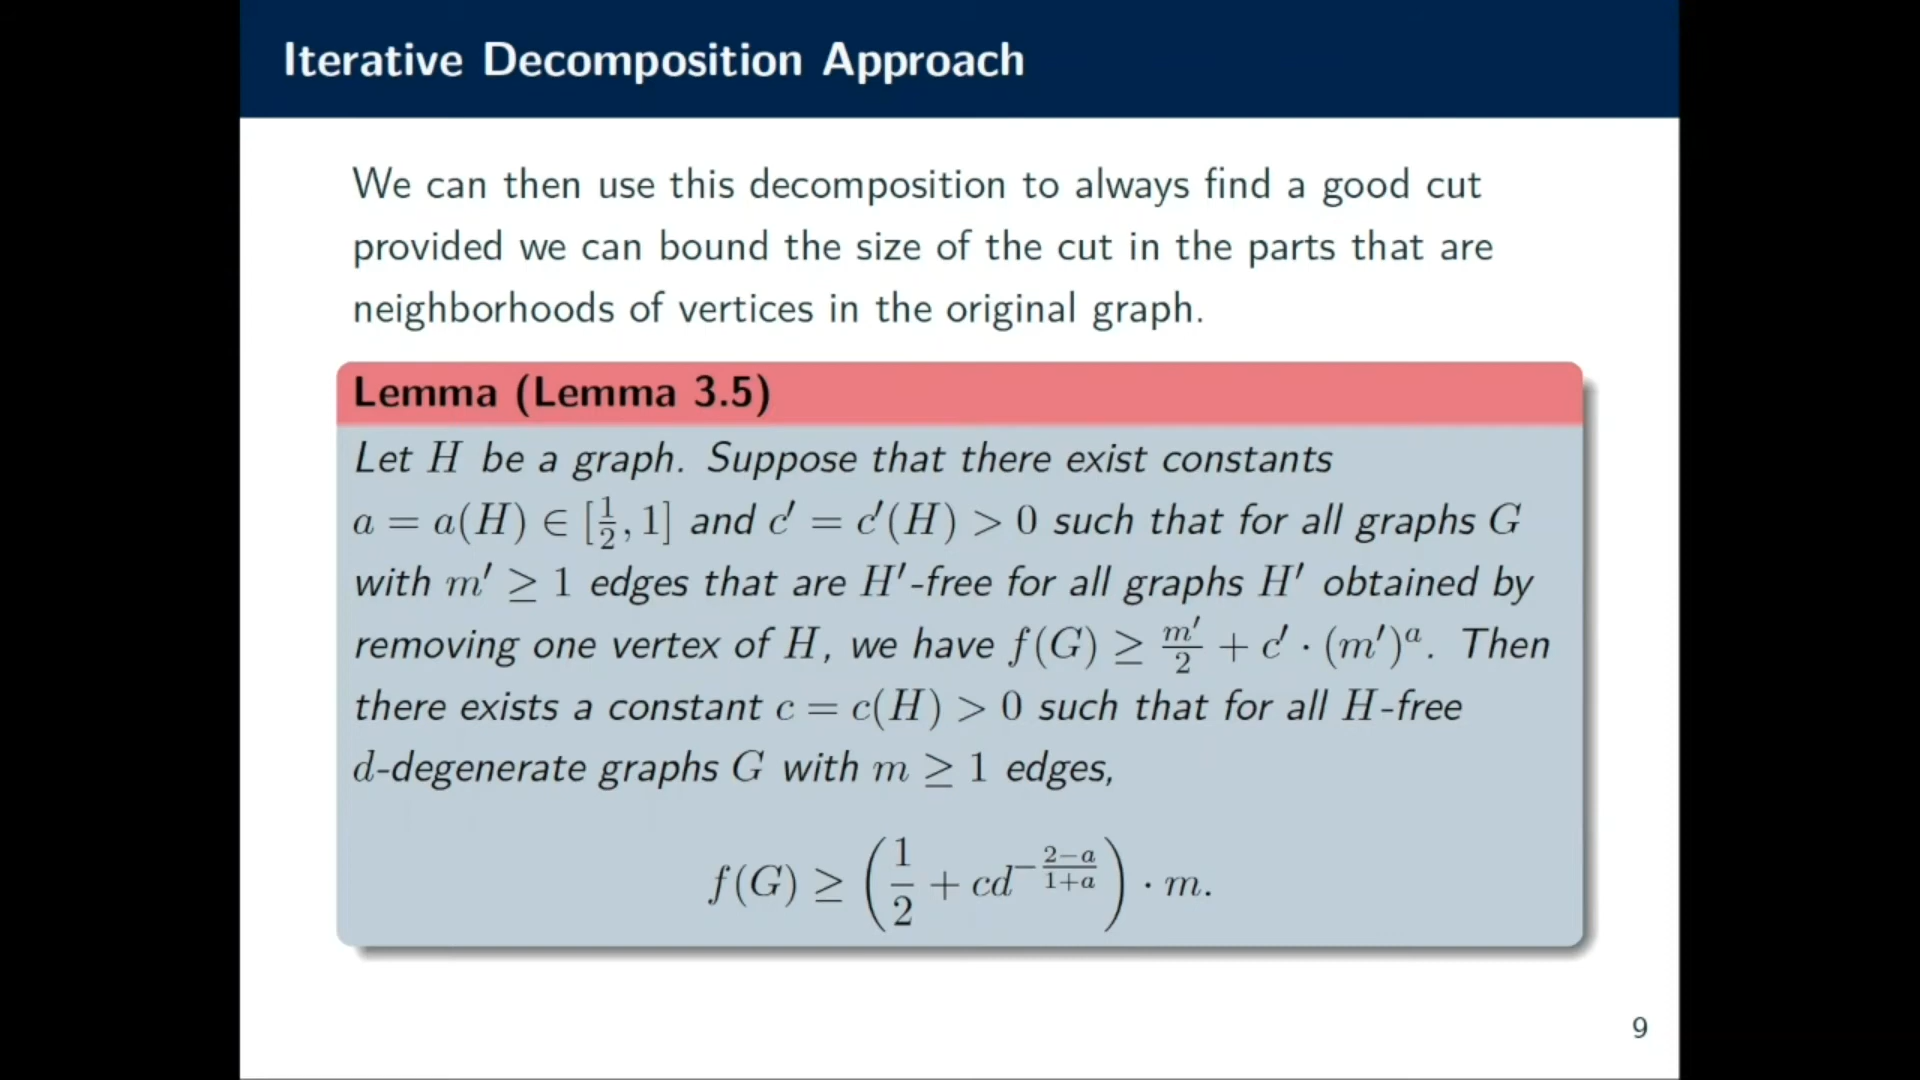 Iterative Decomposition Approach
We can then use this decomposition to always find a good cut
provided we can bound the size of the cut in the parts that are
neighborhoods of vertices in the original graph.
Lemma (Lemma 3.5)
Let H be a graph. Suppose that there exist constants
a = a(H) ∈ [1/2, 1] and c′ = c′(H) > 0 such that for all graphs G
with m′ ≥ 1 edges that are H′-free for all graphs H′ obtained by
removing one vertex of H, we have f(G) ≥ m′/2 + c′ · (m′)^a. Then
there exists a constant c = c(H) > 0 such that for all H-free
d-degenerate graphs G with m ≥ 1 edges,
f(G) ≥ (1/2 + cd^{-(2−a)/(1+a)}) · m.
9